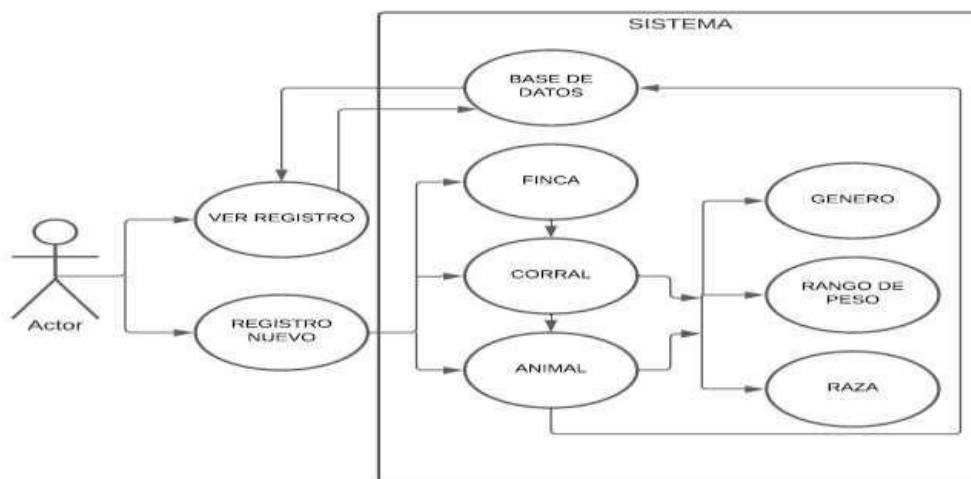 SISTEMA
BASE DE
DATOS
FINCA
VER REGISTRO
GENERO
CORRAL
RANGO DE
PESO
Actor
REGISTRO
NUEVO
ANIMAL
RAZA